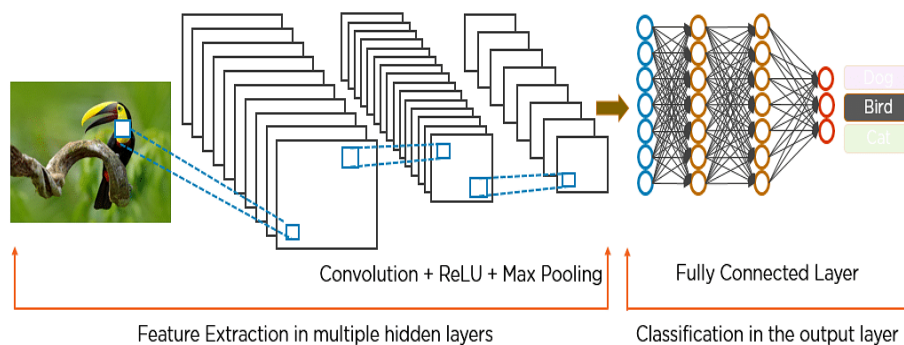 Dog
Bird
Cat
Convolution + ReLU + Max Pooling
Fully Connected Layer
Feature Extraction in multiple hidden layers
Classification in the output layer